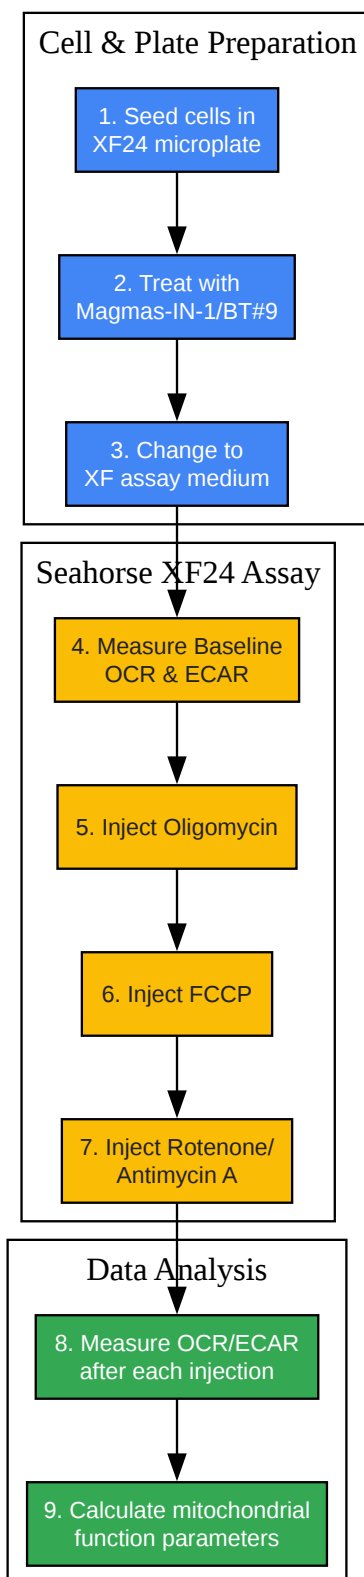 Cell & Plate Preparation
1. Seed cells in
XF24 microplate
2. Treat with
Magmas-IN-1/BT#9
3. Change to
XF assay medium
Seahorse XF24 Assay
4. Measure Baseline
OCR & ECAR
5. Inject Oligomycin
6. Inject FCCP
7. Inject Rotenone/
Antimycin A
Data Analysis
8. Measure OCR/ECAR
after each injection
9. Calculate mitochondrial
function parameters